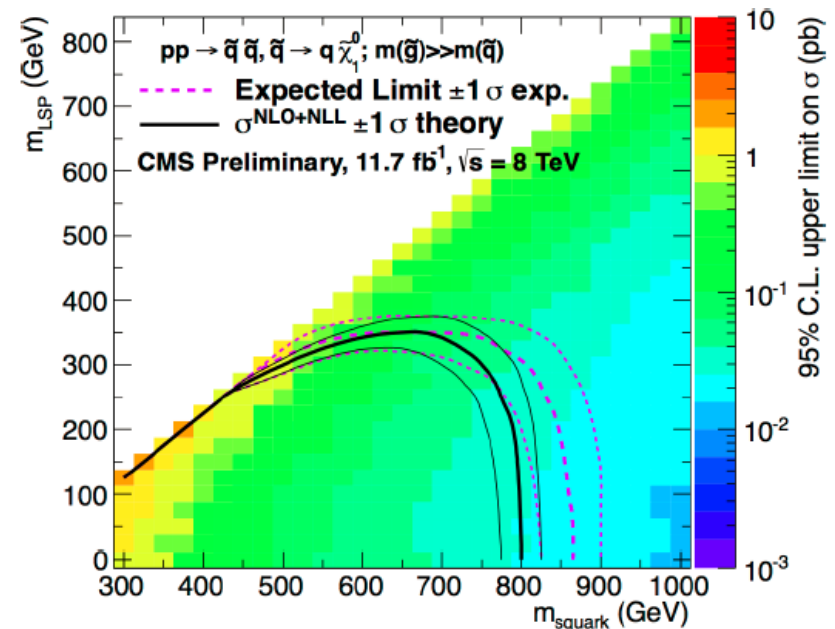 pp → q̃ q̃, q̃ → q χ̃₁⁰; m(g̃)>>m(q̃)
Expected Limit ±1 σ exp.
σ^NLO+NLL ±1 σ theory
CMS Preliminary, 11.7 fb⁻¹, √s = 8 TeV
m_LSP (GeV)
800
700
600
500
400
300
200
100
0
300 400 500 600 700 800 900 1000
m_squark (GeV)
10
1
10⁻¹
10⁻²
10⁻³
95% C.L. upper limit on σ (pb)